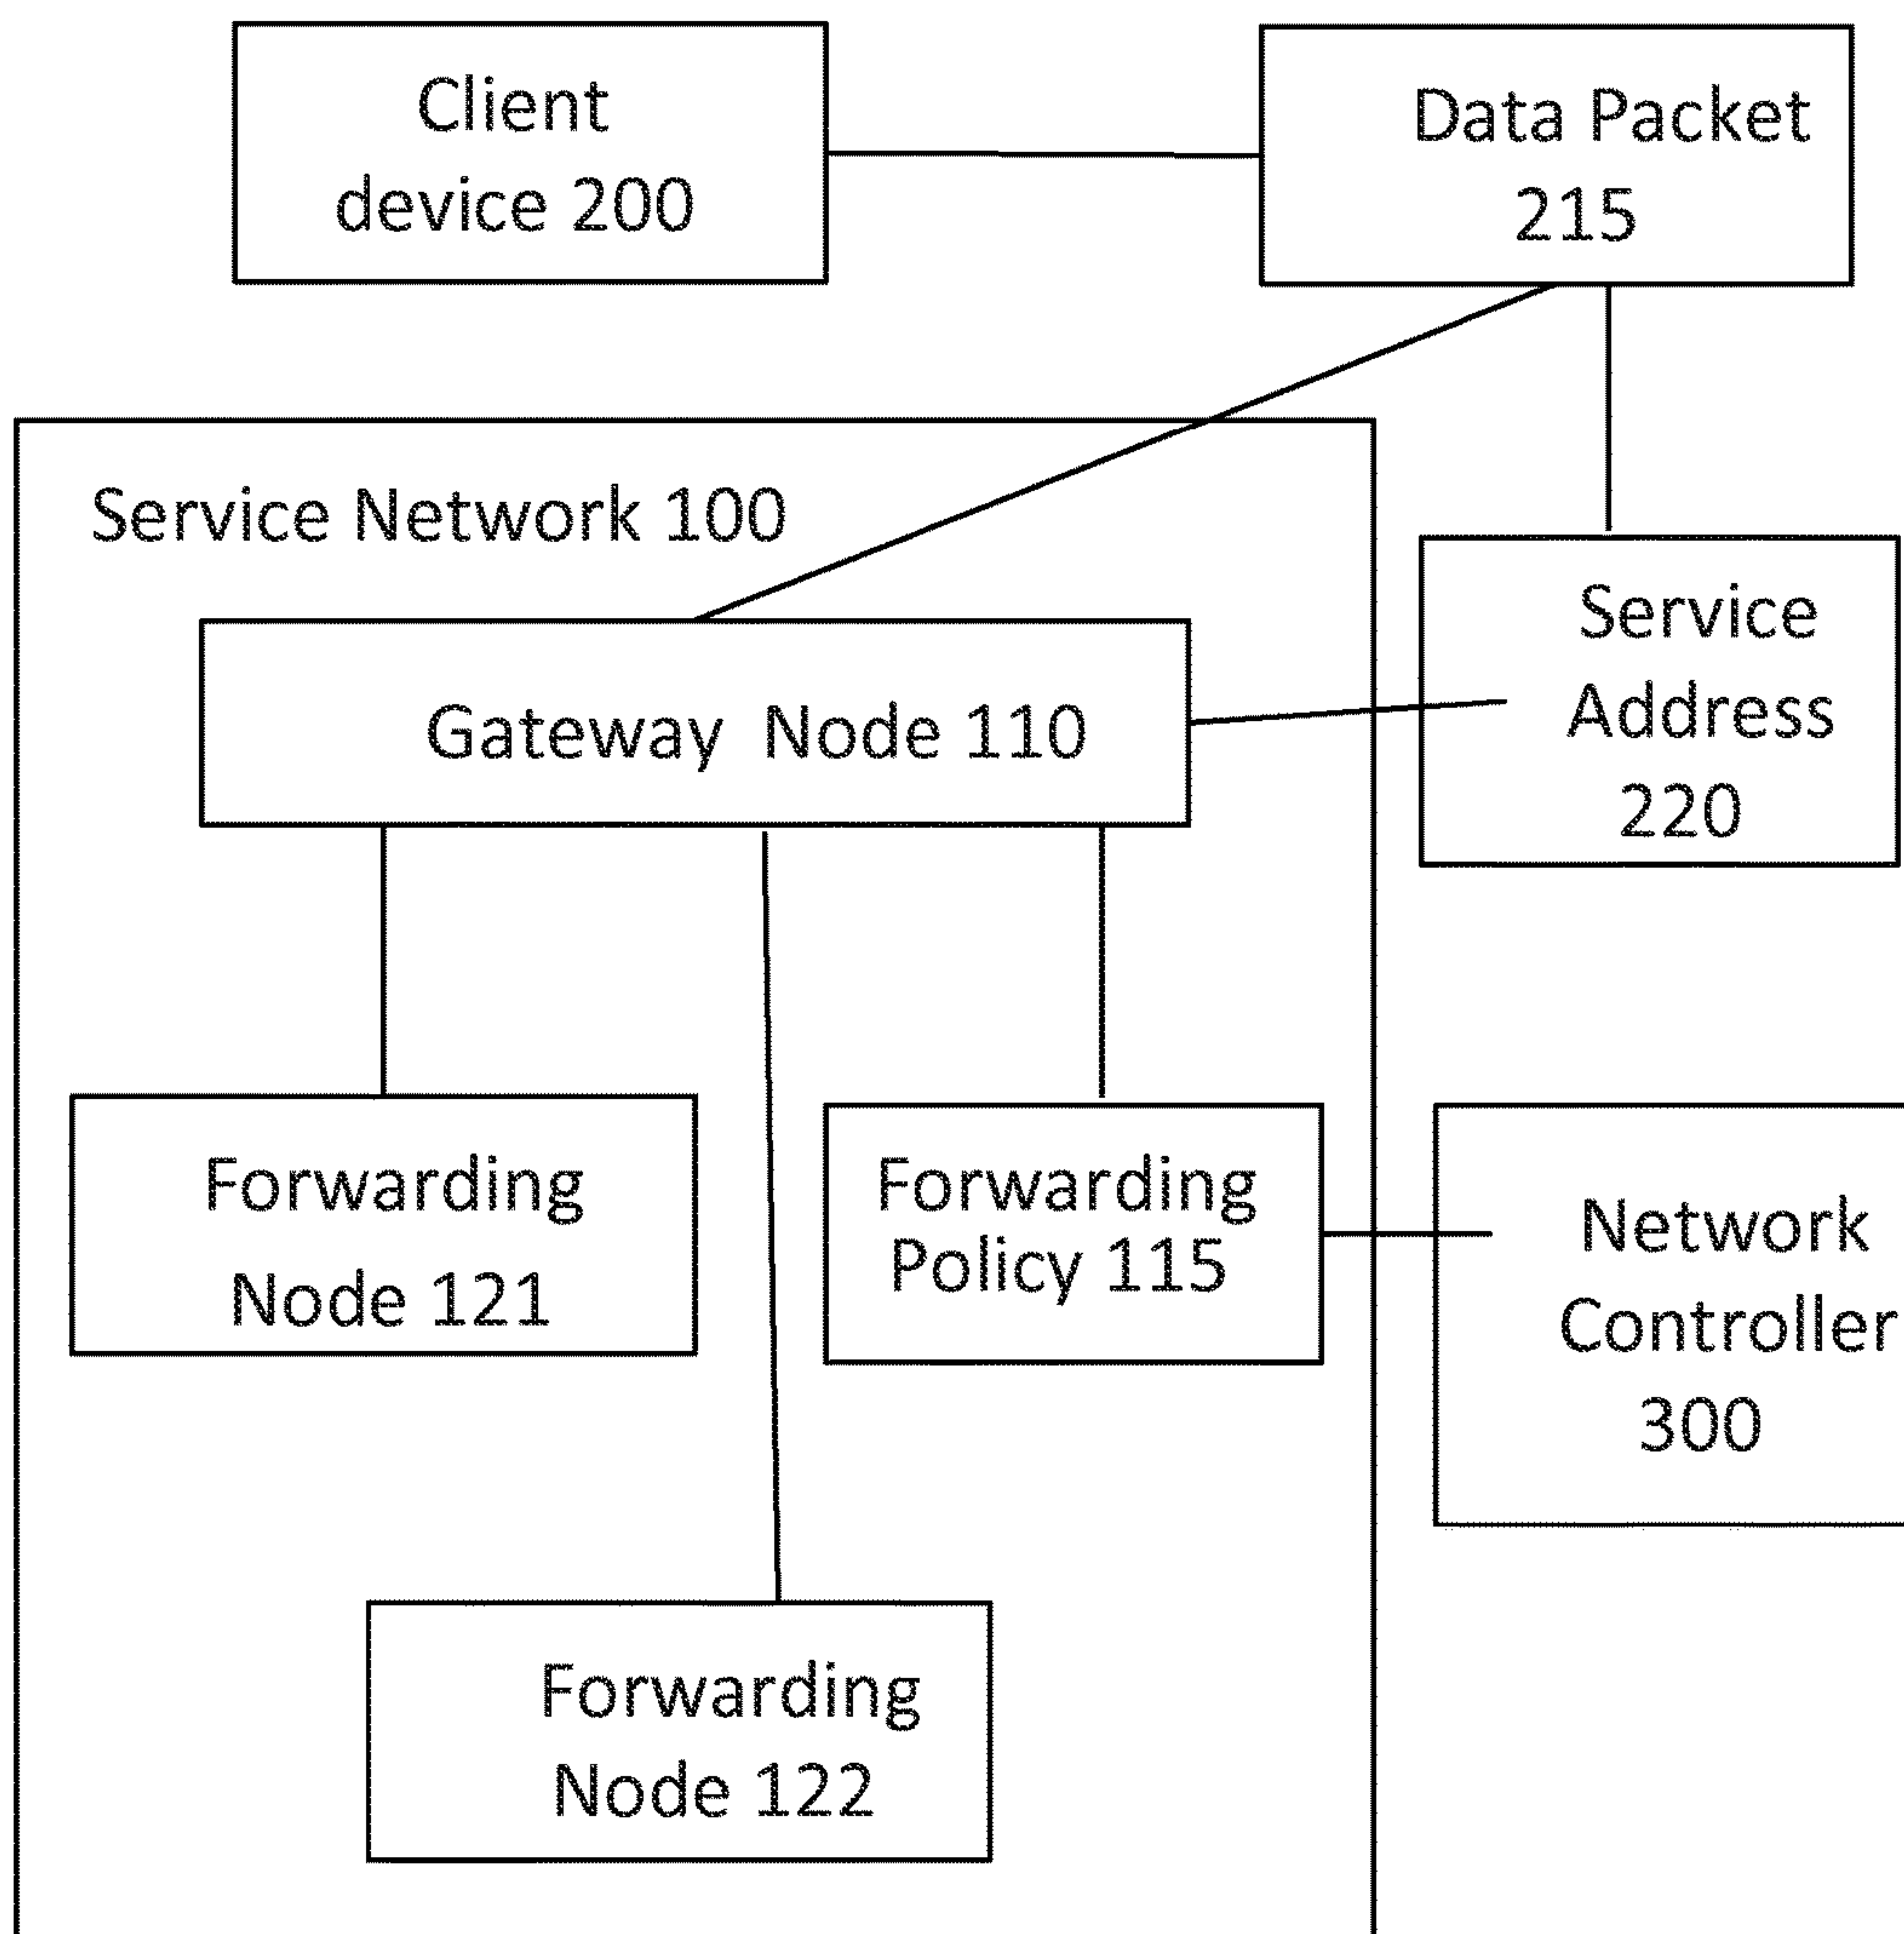 Client
device 200
Data Packet
215
Service Network 100
Service
Address
220
Gateway Node 110
Forwarding
Node 121
Forwarding
Policy 115
Network
Controller
300
Forwarding
Node 122